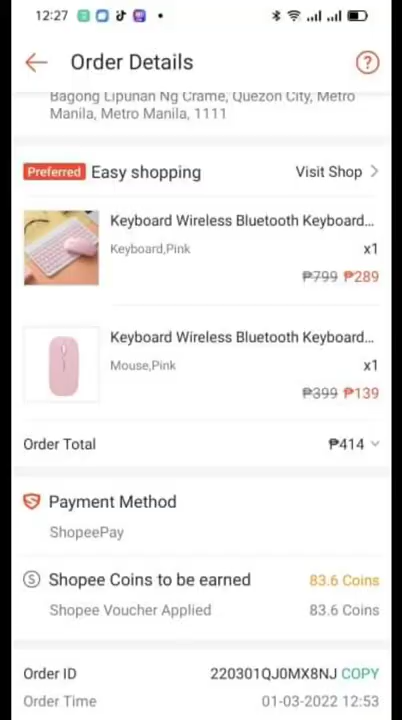 12:27
Order Details
Bagong Lipunan Ng Crame, Quezon City, Metro
Manila, Metro Manila, 1111
Preferred Easy shopping Visit Shop
Keyboard Wireless Bluetooth Keyboard...
Keyboard,Pink x1
₱799 ₱289
Keyboard Wireless Bluetooth Keyboard...
Mouse,Pink x1
₱399 ₱139
Order Total ₱414
Payment Method
ShopeePay
Shopee Coins to be earned 83.6 Coins
Shopee Voucher Applied 83.6 Coins
Order ID 220301QJ0MX8NJ COPY
Order Time 01-03-2022 12:53